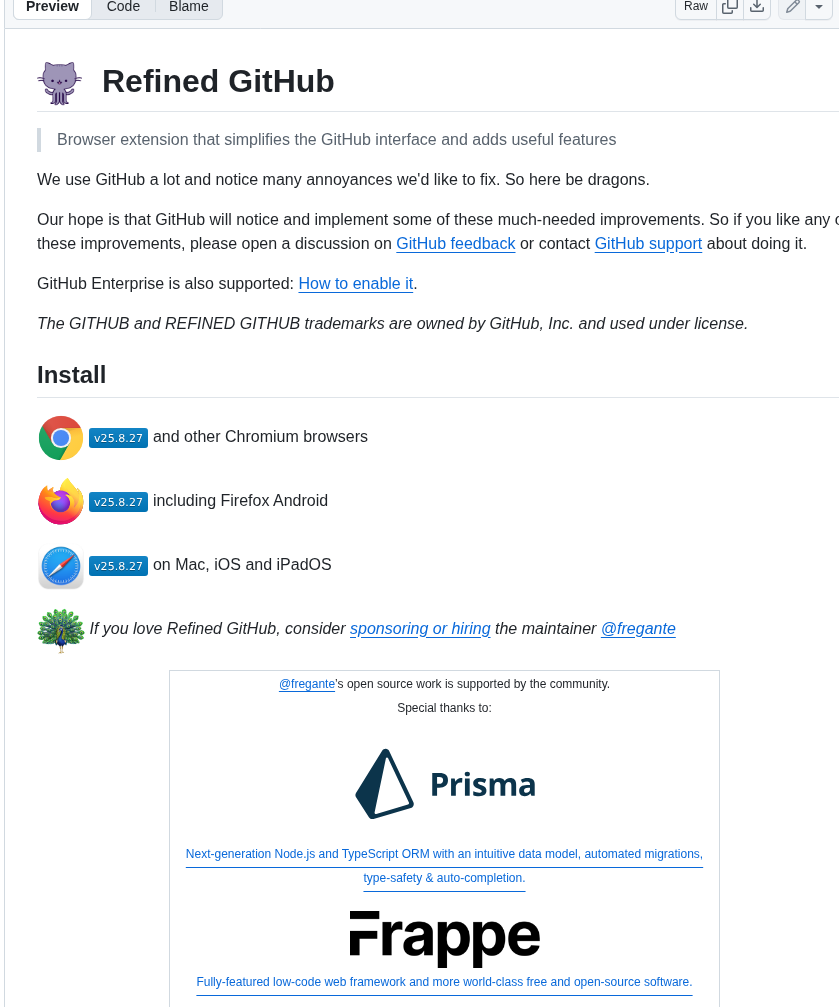 Preview Code Blame Raw
Refined GitHub
Browser extension that simplifies the GitHub interface and adds useful features
We use GitHub a lot and notice many annoyances we'd like to fix. So here be dragons.
Our hope is that GitHub will notice and implement some of these much-needed improvements. So if you like any
these improvements, please open a discussion on GitHub feedback or contact GitHub support about doing it.
GitHub Enterprise is also supported: How to enable it.
The GITHUB and REFINED GITHUB trademarks are owned by GitHub, Inc. and used under license.
Install
v25.8.27 and other Chromium browsers
v25.8.27 including Firefox Android
v25.8.27 on Mac, iOS and iPadOS
If you love Refined GitHub, consider sponsoring or hiring the maintainer @fregante
@fregante's open source work is supported by the community.
Special thanks to:
Prisma
Next-generation Node.js and TypeScript ORM with an intuitive data model, automated migrations,
type-safety & auto-completion.
Frappe
Fully-featured low-code web framework and more world-class free and open-source software.